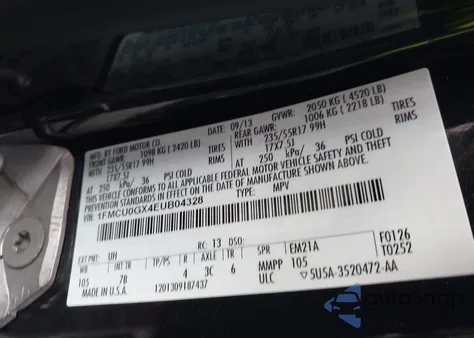 MFD. BY FORD MOTOR CO.
09/13 GVWR: 2050 KG ( 4520 LB)
FRONT GAWR: 1098 KG ( 2420 LB)
REAR GAWR: 1006 KG ( 2218 LB)
235/55R17 99H TIRES
235/55R17 99H TIRES
17X7.5J RIMS
17X7.5J RIMS
AT 250 kPa/ 36 PSI COLD
AT 250 kPa/ 36 PSI COLD
THIS VEHICLE CONFORMS TO ALL APPLICABLE FEDERAL MOTOR VEHICLE SAFETY AND THEFT
PREVENTION STANDARDS IN EFFECT ON THE DATE OF MANUFACTURE SHOWN ABOVE.
VIN: 1FMCU0GX4EUB04328
TYPE: MPV
F0126
T0252
EXT PNT: UH RC: 13 DSO:
WB INT TR TP/PS R AXLE TR SPR EM21A
105 7B 4 3C 6 MMPP 105
MADE IN U.S.A. 1201309187437 ULC
5U5A-3520472-AA
AutoShop